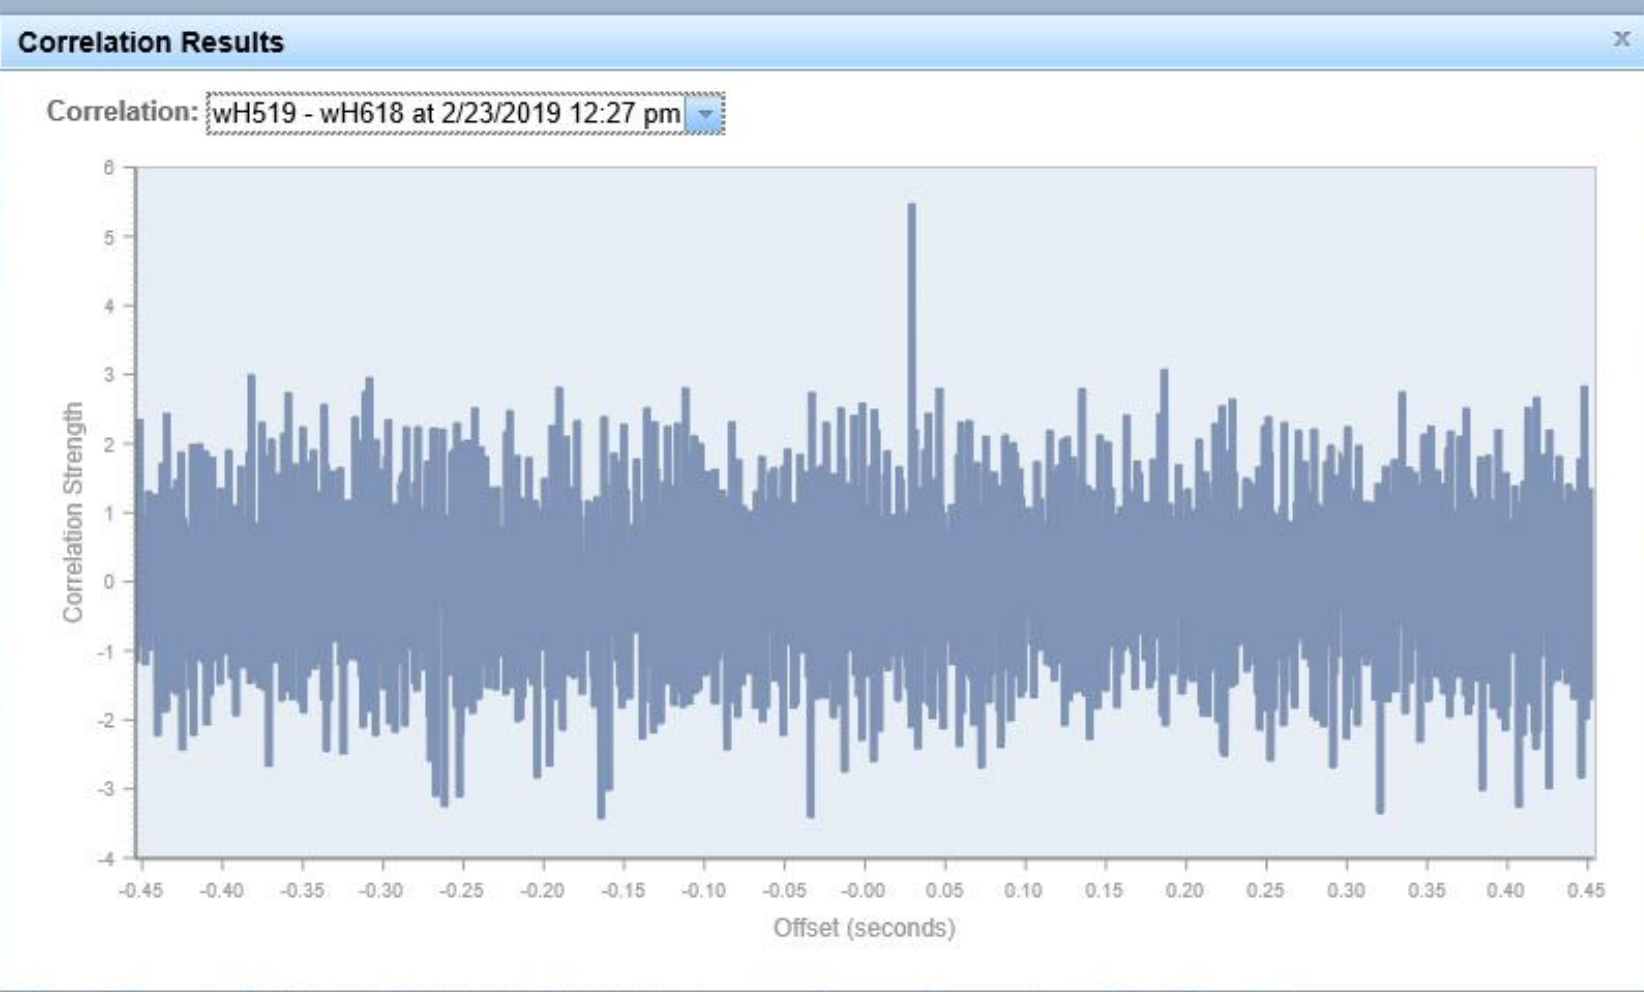 Correlation Results
x
Correlation: wH519 - wH618 at 2/23/2019 12:27 pm
6
5
4
3
2
1
0
-1
-2
-3
-4
Correlation Strength
-0.45 -0.40 -0.35 -0.30 -0.25 -0.20 -0.15 -0.10 -0.05 -0.00 0.05 0.10 0.15 0.20 0.25 0.30 0.35 0.40 0.45
Offset (seconds)